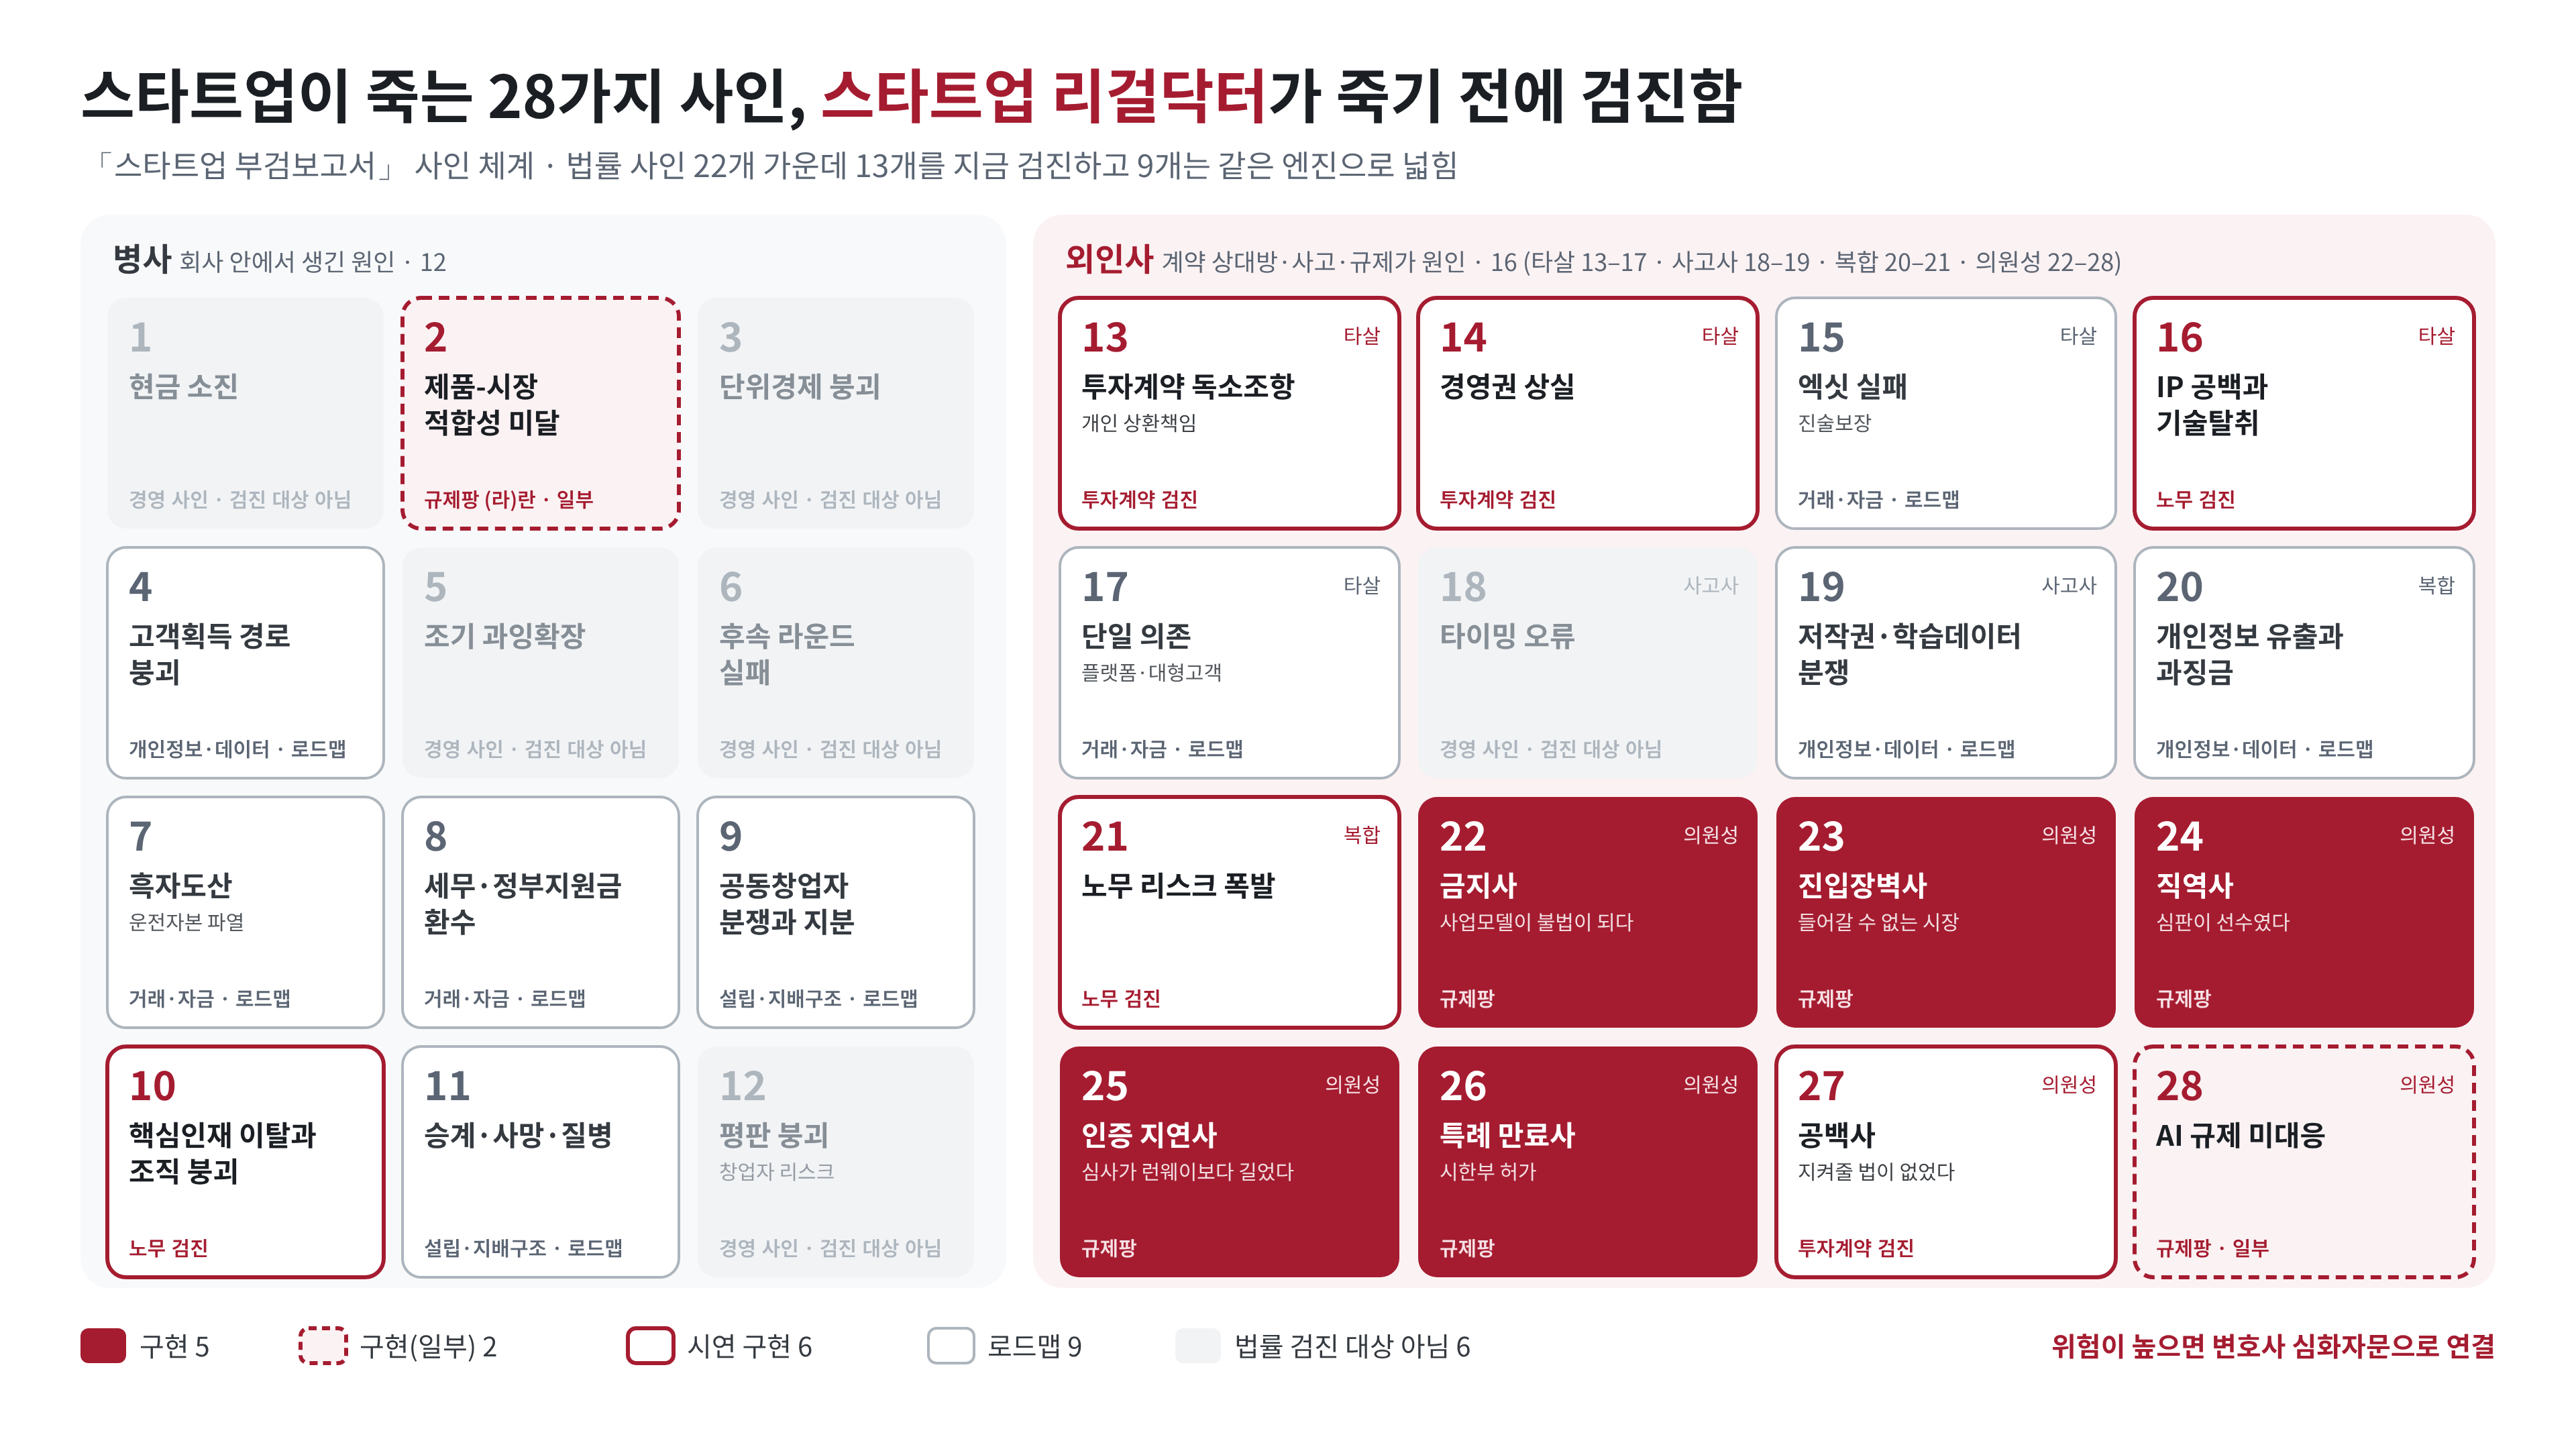 스타트업이 죽는 28가지 사인, 스타트업 리걸닥터가 죽기 전에 검진함
「스타트업 부검보고서」 사인 체계 · 법률 사인 22개 가운데 13개를 지금 검진하고 9개는 같은 엔진으로 넓힘
병사 회사 안에서 생긴 원인 · 12
1
현금 소진
경영 사인 · 검진 대상 아님
2
제품-시장
적합성 미달
규제팡 (라)란 · 일부
3
단위경제 붕괴
경영 사인 · 검진 대상 아님
4
고객획득 경로
붕괴
개인정보·데이터 · 로드맵
5
조기 과잉확장
경영 사인 · 검진 대상 아님
6
후속 라운드
실패
경영 사인 · 검진 대상 아님
7
흑자도산
운전자본 파열
거래·자금 · 로드맵
8
세무·정부지원금
환수
거래·자금 · 로드맵
9
공동창업자
분쟁과 지분
설립·지배구조 · 로드맵
10
핵심인재 이탈과
조직 붕괴
노무 검진
11
승계·사망·질병
설립·지배구조 · 로드맵
12
평판 붕괴
창업자 리스크
경영 사인 · 검진 대상 아님
외인사 계약 상대방·사고·규제가 원인 · 16 (타살 13–17 · 사고사 18–19 · 복합 20–21 · 의원성 22–28)
13 타살
투자계약 독소조항
개인 상환책임
투자계약 검진
14 타살
경영권 상실
투자계약 검진
15 타살
엑싯 실패
진술보장
거래·자금 · 로드맵
16 타살
IP 공백과
기술탈취
노무 검진
17 타살
단일 의존
플랫폼·대형고객
거래·자금 · 로드맵
18 사고사
타이밍 오류
경영 사인 · 검진 대상 아님
19 사고사
저작권·학습데이터
분쟁
개인정보·데이터 · 로드맵
20 복합
개인정보 유출과
과징금
개인정보·데이터 · 로드맵
21 복합
노무 리스크 폭발
노무 검진
22 의원성
금지사
사업모델이 불법이 되다
규제팡
23 의원성
진입장벽사
들어갈 수 없는 시장
규제팡
24 의원성
직역사
심판이 선수였다
규제팡
25 의원성
인증 지연사
심사가 런웨이보다 길었다
규제팡
26 의원성
특례 만료사
시한부 허가
규제팡
27 의원성
공백사
지켜줄 법이 없었다
투자계약 검진
28 의원성
AI 규제 미대응
규제팡 · 일부
구현 5
구현(일부) 2
시연 구현 6
로드맵 9
법률 검진 대상 아님 6
위험이 높으면 변호사 심화자문으로 연결